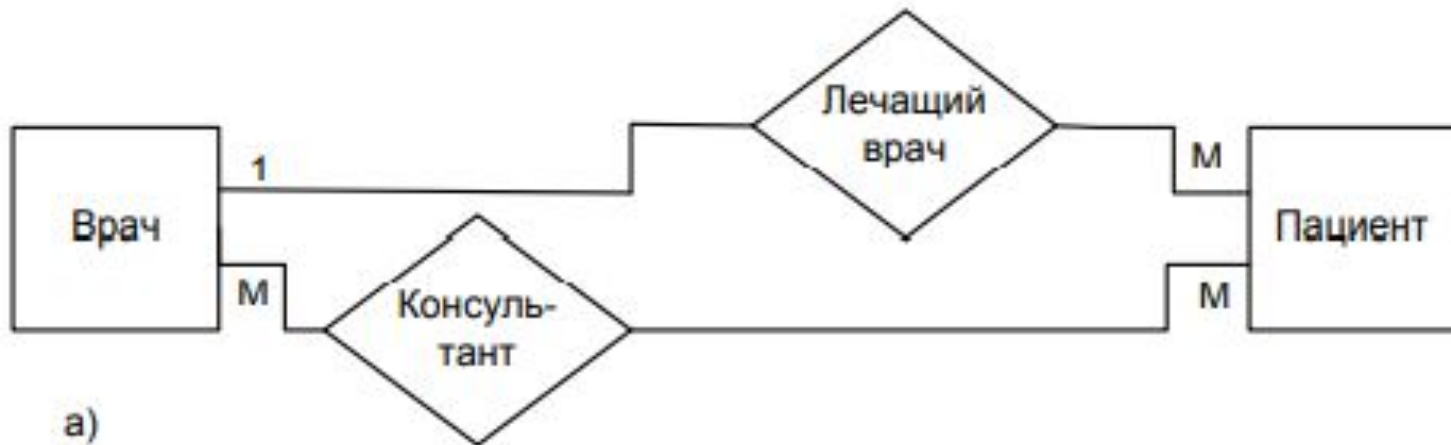 Лечащий
врач
1
М
Врач
Пациент
М
Консуль-
тант
М
а)